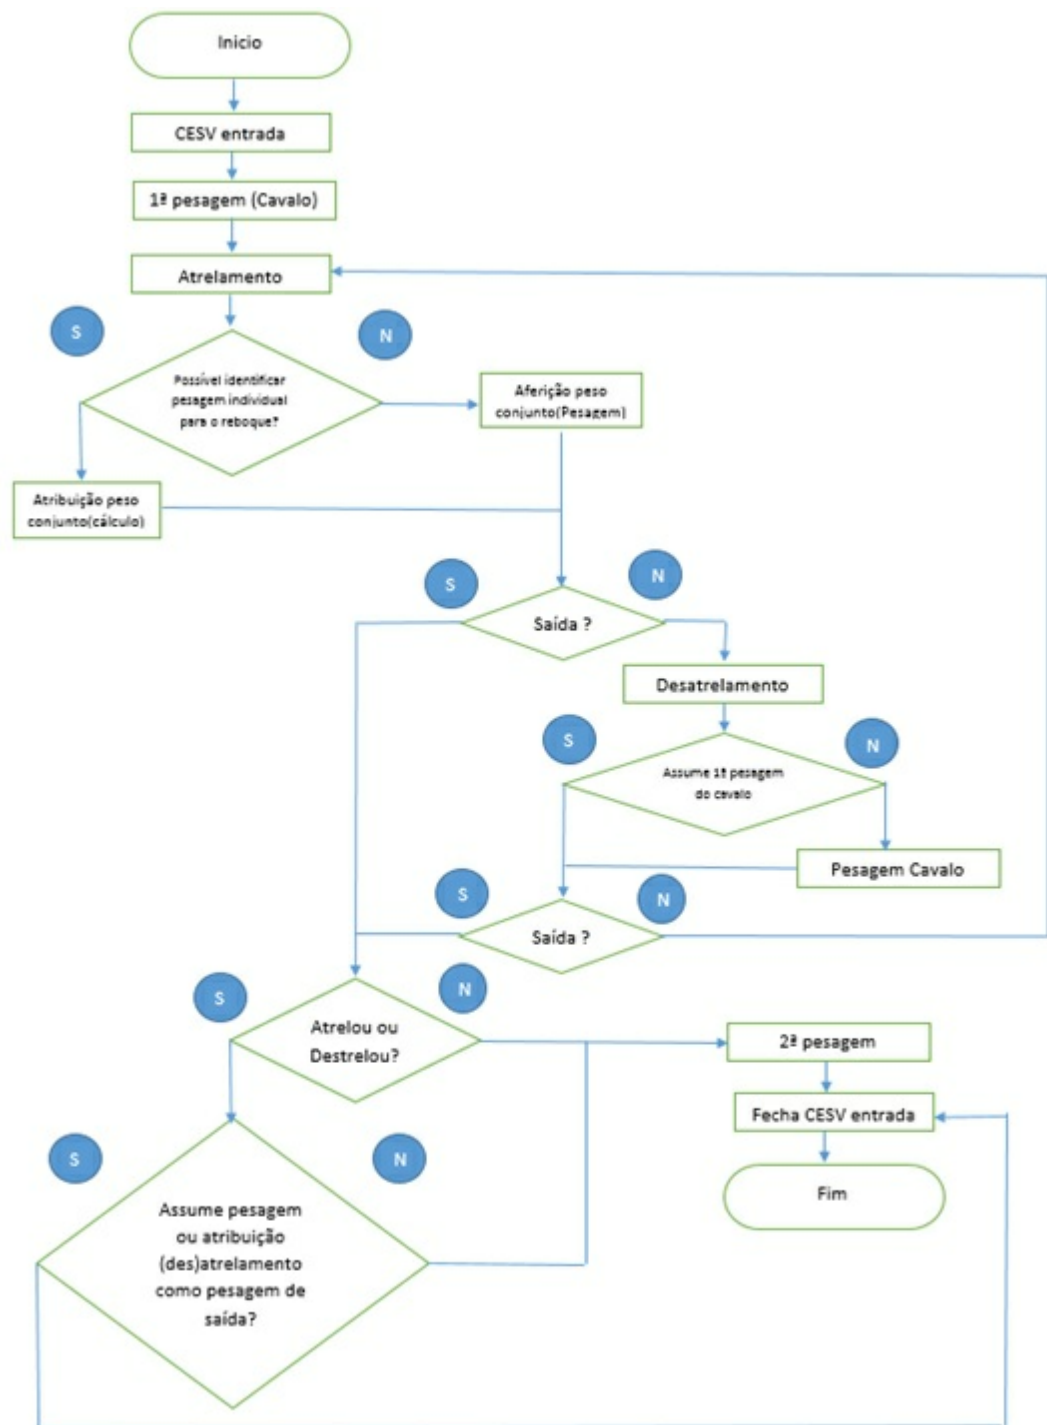 Inicio
CESV entrada
1ª pesagem (Cavalo)
Atrelamento
S
N
Possível identificar
pesagem individual
para o reboque?
Aferição peso
conjunto(Pesagem)
Atribuição peso
conjunto(cálculo)
S
N
Saída ?
Desatrelamento
S
N
Assume 1ª pesagem
do cavalo
Pesagem Cavalo
S
N
Saída ?
S
N
Atrelou ou
Destrelou?
2ª pesagem
Fecha CESV entrada
S
N
Fim
Assume pesagem
ou atribuição
(des)atrelamento
como pesagem de
saída?